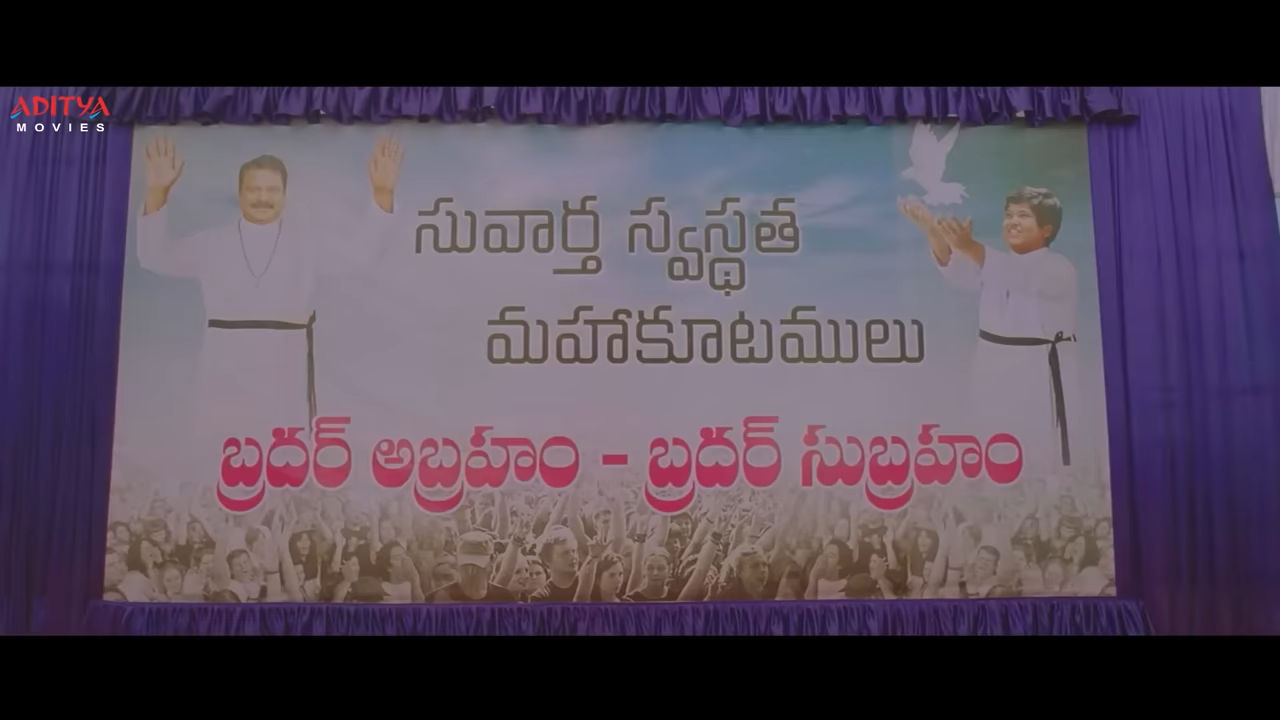 ADITYA
MOVIES
సువార్త స్వస్థత
మహాకూటములు
బ్రదర్ అబ్రహాం - బ్రదర్ సుబ్రహాం